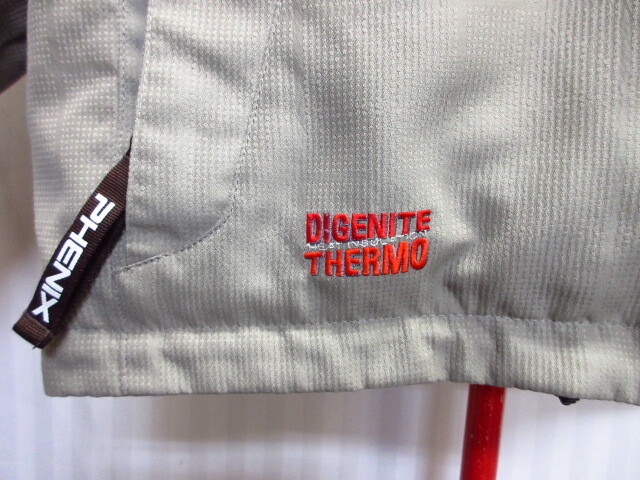 PHENIX
DIGENITE
HEAT INSULATION
THERMO